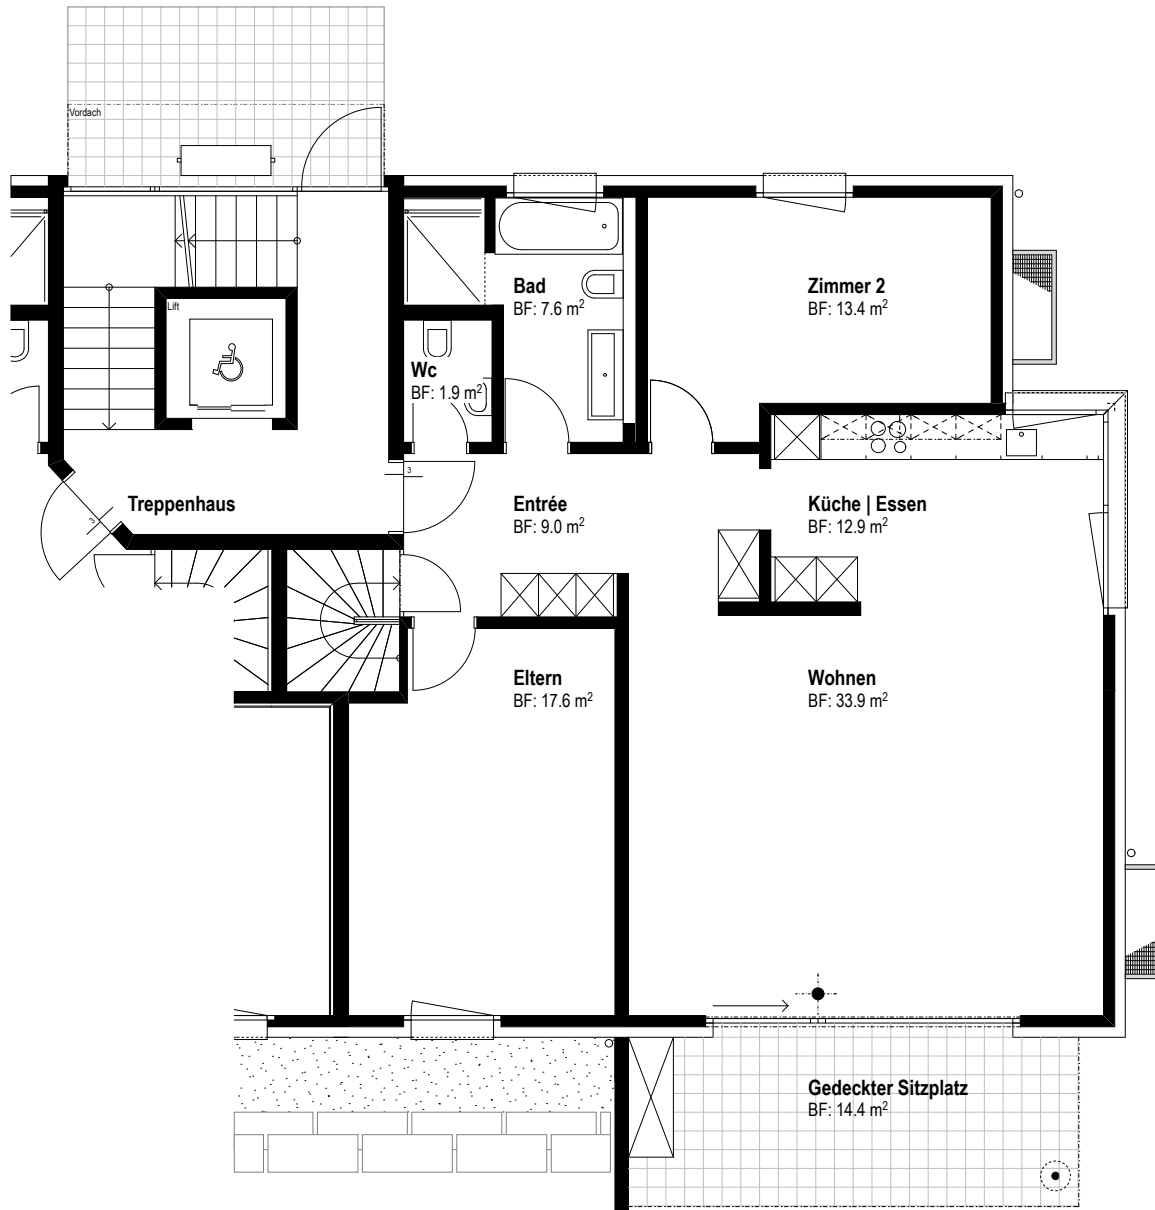 Vordach
Lift
Bad
BF: 7.6 m²
Zimmer 2
BF: 13.4 m²
Wc
BF: 1.9 m²
3
3
Treppenhaus
Entrée
BF: 9.0 m²
Küche | Essen
BF: 12.9 m²
Eltern
BF: 17.6 m²
Wohnen
BF: 33.9 m²
Gedeckter Sitzplatz
BF: 14.4 m²